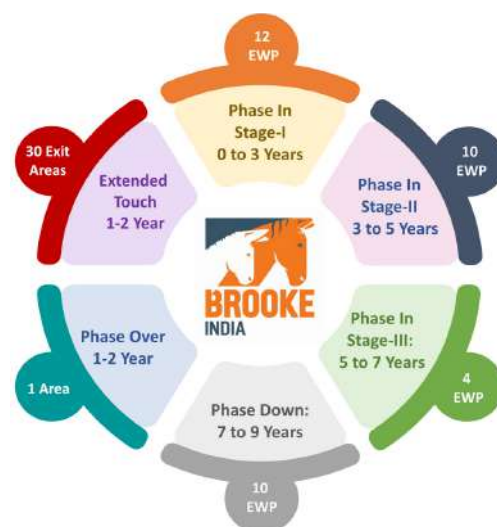 12
EWP
Phase In
Stage-I
0 to 3 Years
10
EWP
Phase In
Stage-II
3 to 5 Years
4
EWP
Phase In
Stage-III:
5 to 7 Years
10
EWP
Phase Down:
7 to 9 Years
1 Area
Phase Over
1-2 Year
30 Exit
Areas
Extended
Touch
1-2 Year
BROOKE
INDIA